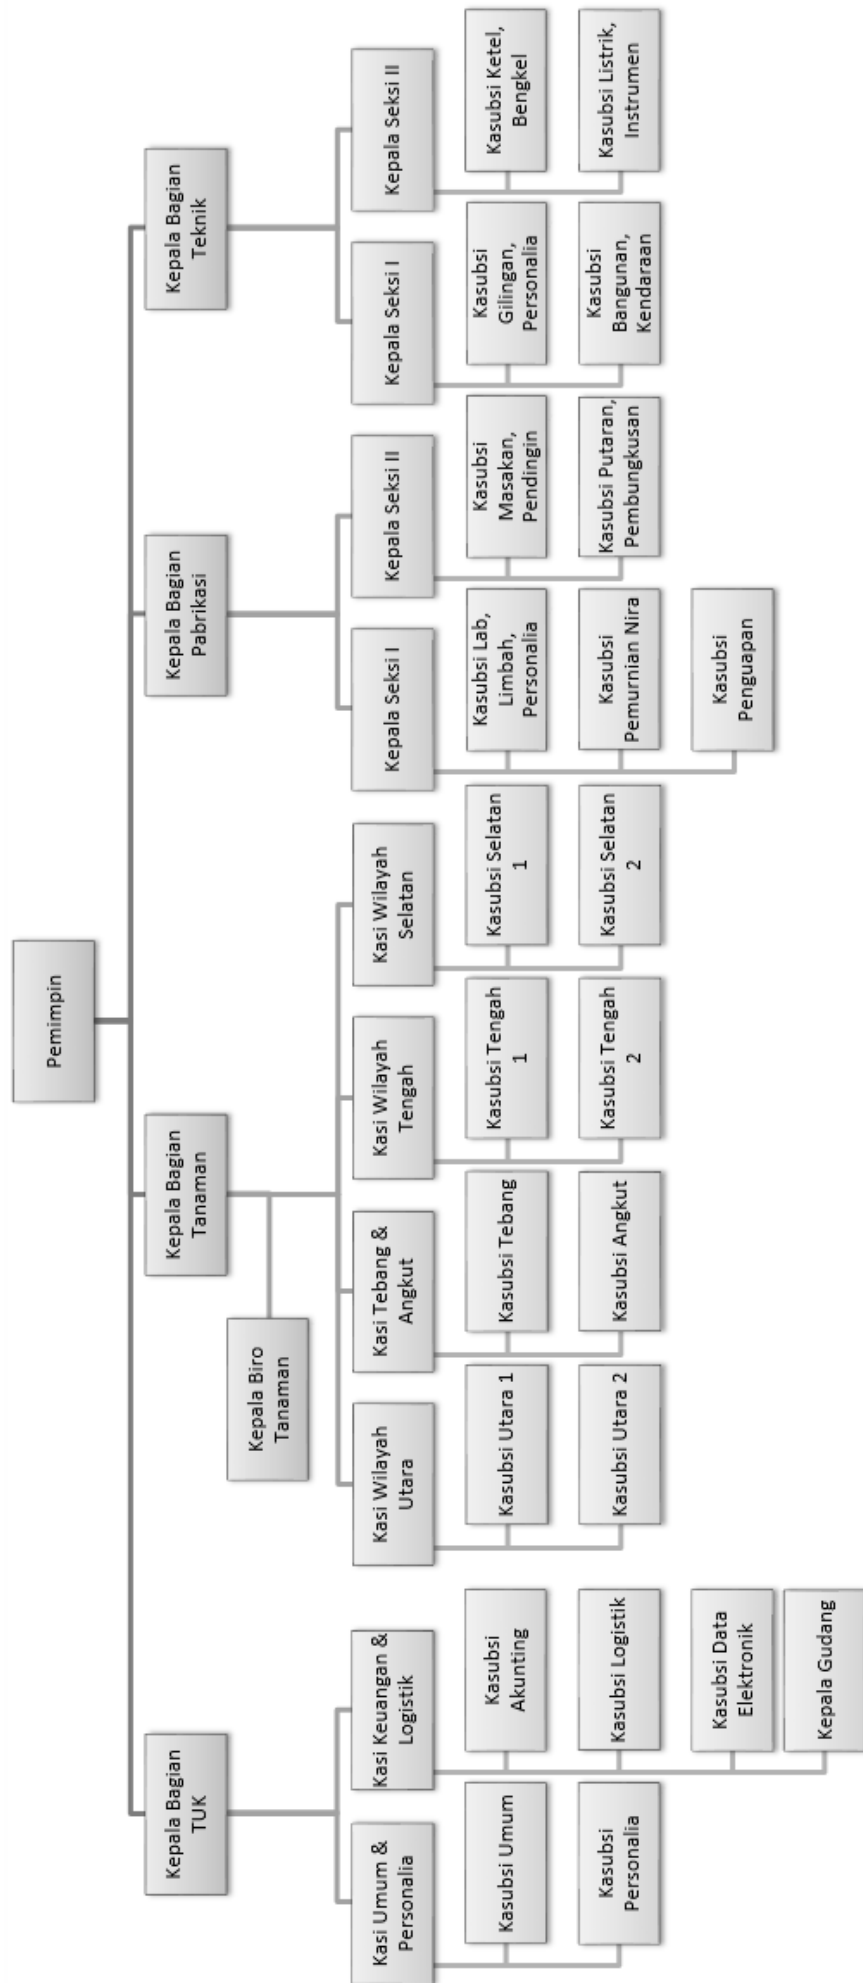 Pemimpin
Kepala Bagian
TUK
Kepala Bagian
Tanaman
Kepala Bagian
Pabrikasi
Kepala Bagian
Teknik
Kepala Biro
Tanaman
Kasi Umum &
Personalia
Kasi Keuangan &
Logistik
Kasi Wilayah
Utara
Kasi Tebang &
Angkut
Kasi Wilayah
Tengah
Kasi Wilayah
Selatan
Kepala Seksi I
Kepala Seksi II
Kepala Seksi I
Kepala Seksi II
Kasubsi Umum
Kasubsi
Akunting
Kasubsi Utara 1
Kasubsi Tebang
Kasubsi Tengah
1
Kasubsi Selatan
1
Kasubsi Lab,
Limbah,
Personalia
Kasubsi
Masakan,
Pendingin
Kasubsi
Gilingan,
Personalia
Kasubsi Ketel,
Bengkel
Kasubsi
Personalia
Kasubsi Logistik
Kasubsi Utara 2
Kasubsi Angkut
Kasubsi Tengah
2
Kasubsi Selatan
2
Kasubsi
Pemurnian Nira
Kasubsi Putaran,
Pembungkusan
Kasubsi
Bangunan,
Kendaraan
Kasubsi Listrik,
Instrumen
Kasubsi Data
Elektronik
Kasubsi
Penguapan
Kepala Gudang